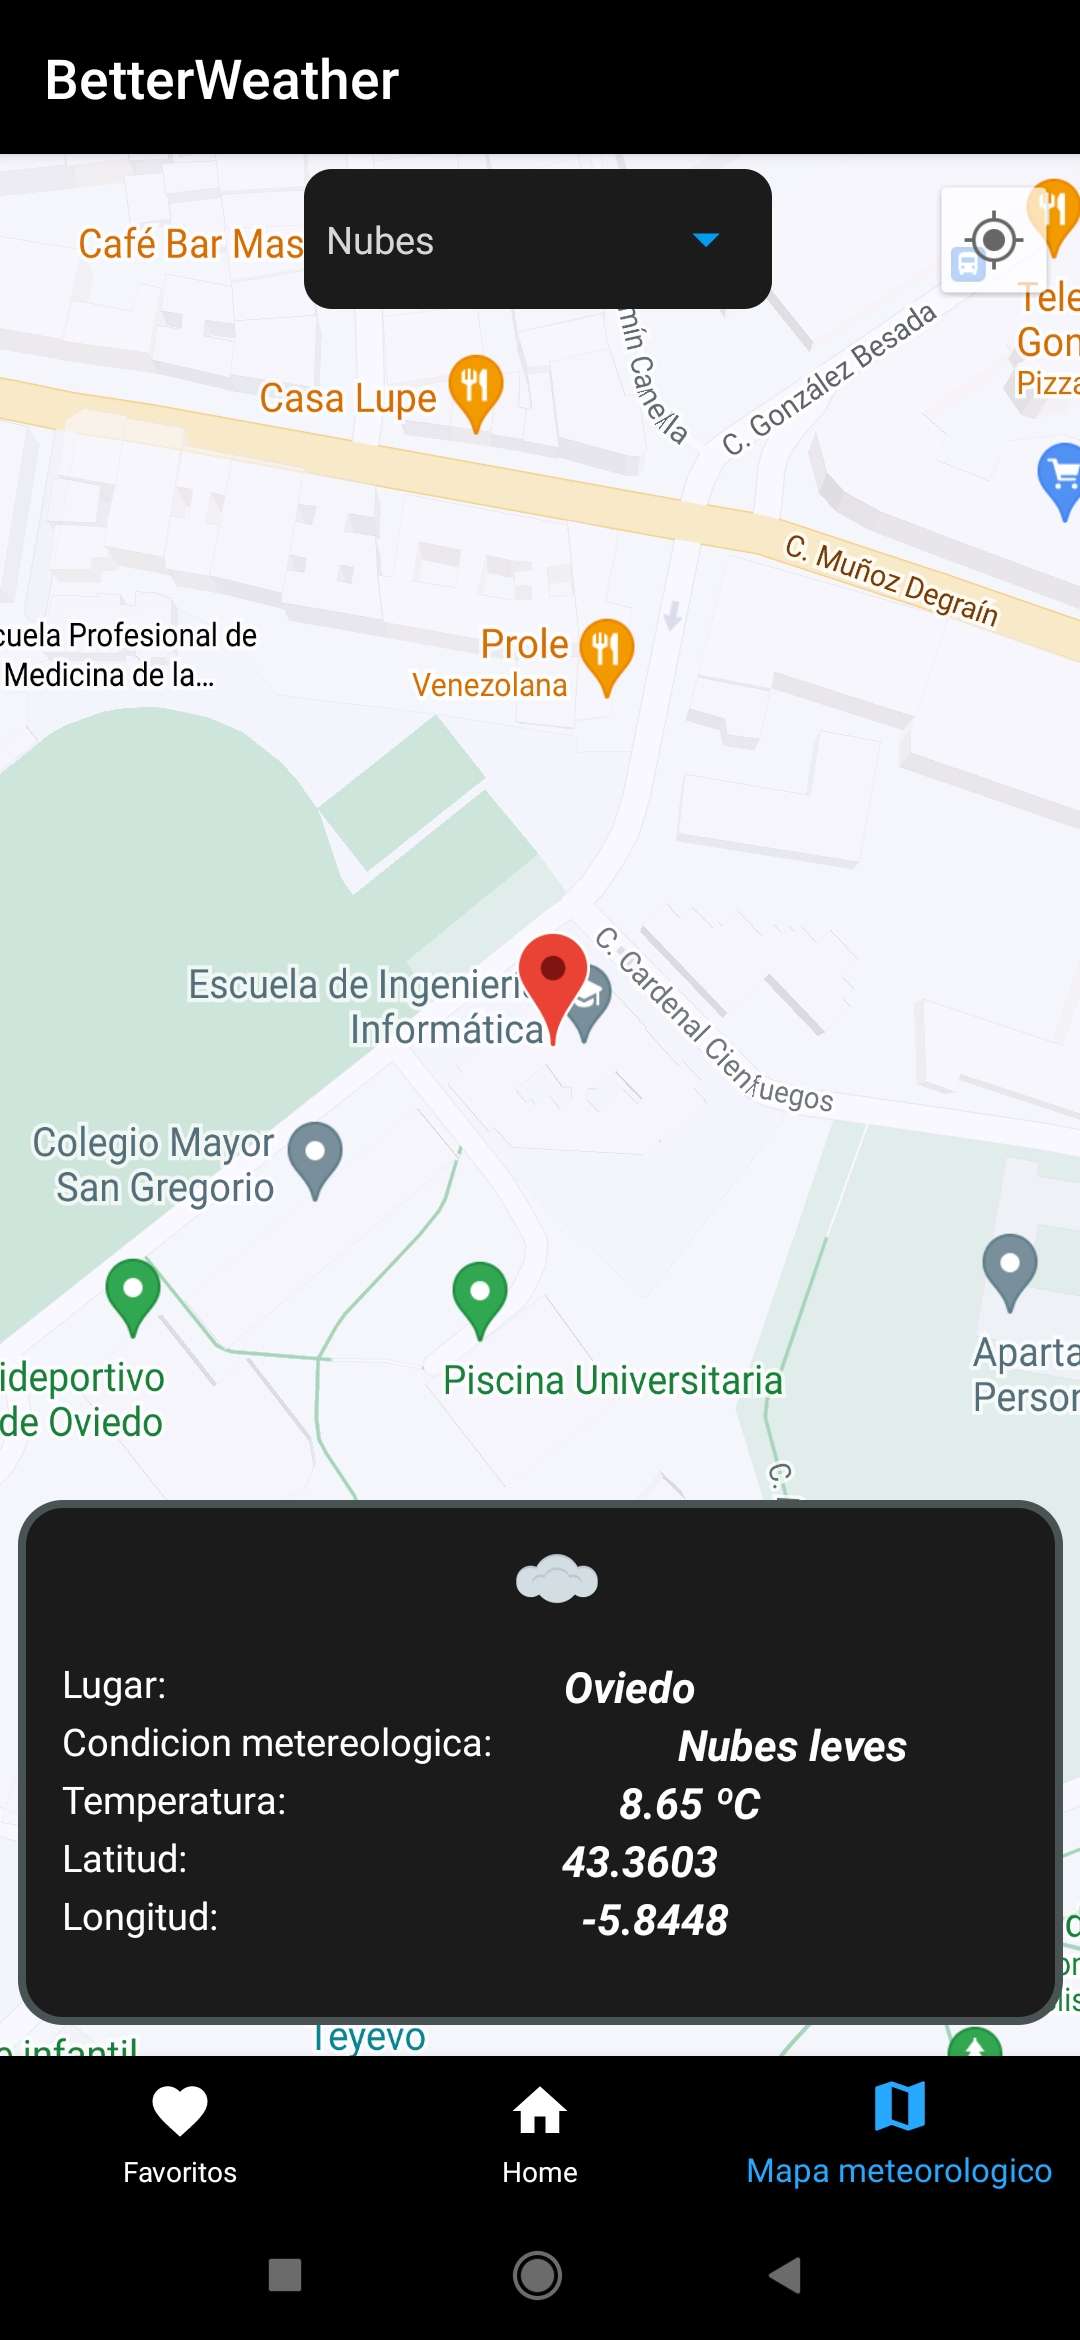 BetterWeather
Café Bar Mas
Nubes
Tele
Gon
Pizza
mín Canella
C. González Besada
Casa Lupe
C. Muñoz Degraín
cuela Profesional de
Medicina de la...
Prole
Venezolana
Escuela de Ingenierí
Informática
C. Cardenal Cienfuegos
Colegio Mayor
San Gregorio
ideportivo
de Oviedo
Piscina Universitaria
Aparta
Person
C.
Lugar: Oviedo
Condicion metereologica: Nubes leves
Temperatura: 8.65 ºC
Latitud: 43.3603
Longitud: -5.8448
Teyevo
o infantil
Favoritos
Home
Mapa meteorologico